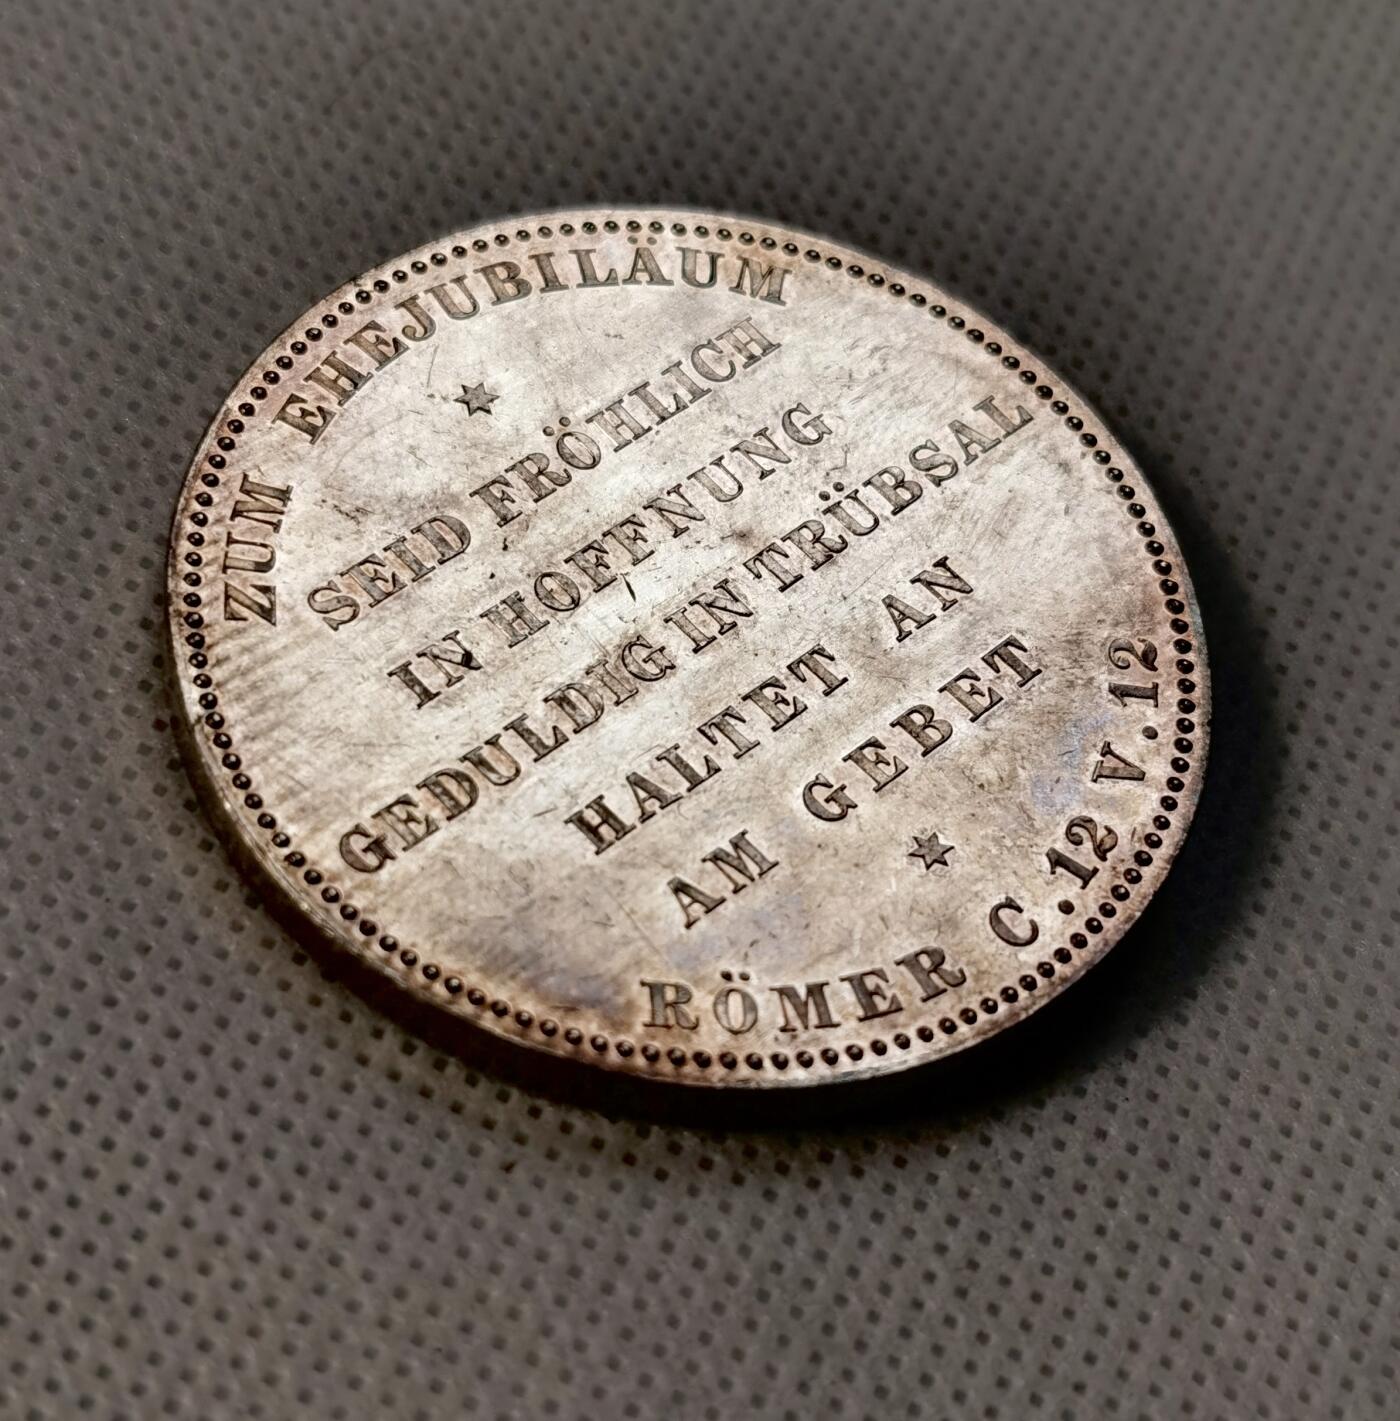 ZUM EHEJUBILÄUM
SEID FRÖHLICH
IN HOFFNUNG
GEDULDIG IN TRÜBSAL
HALTET AN
AM GEBET
RÖMER C. 12 V. 12